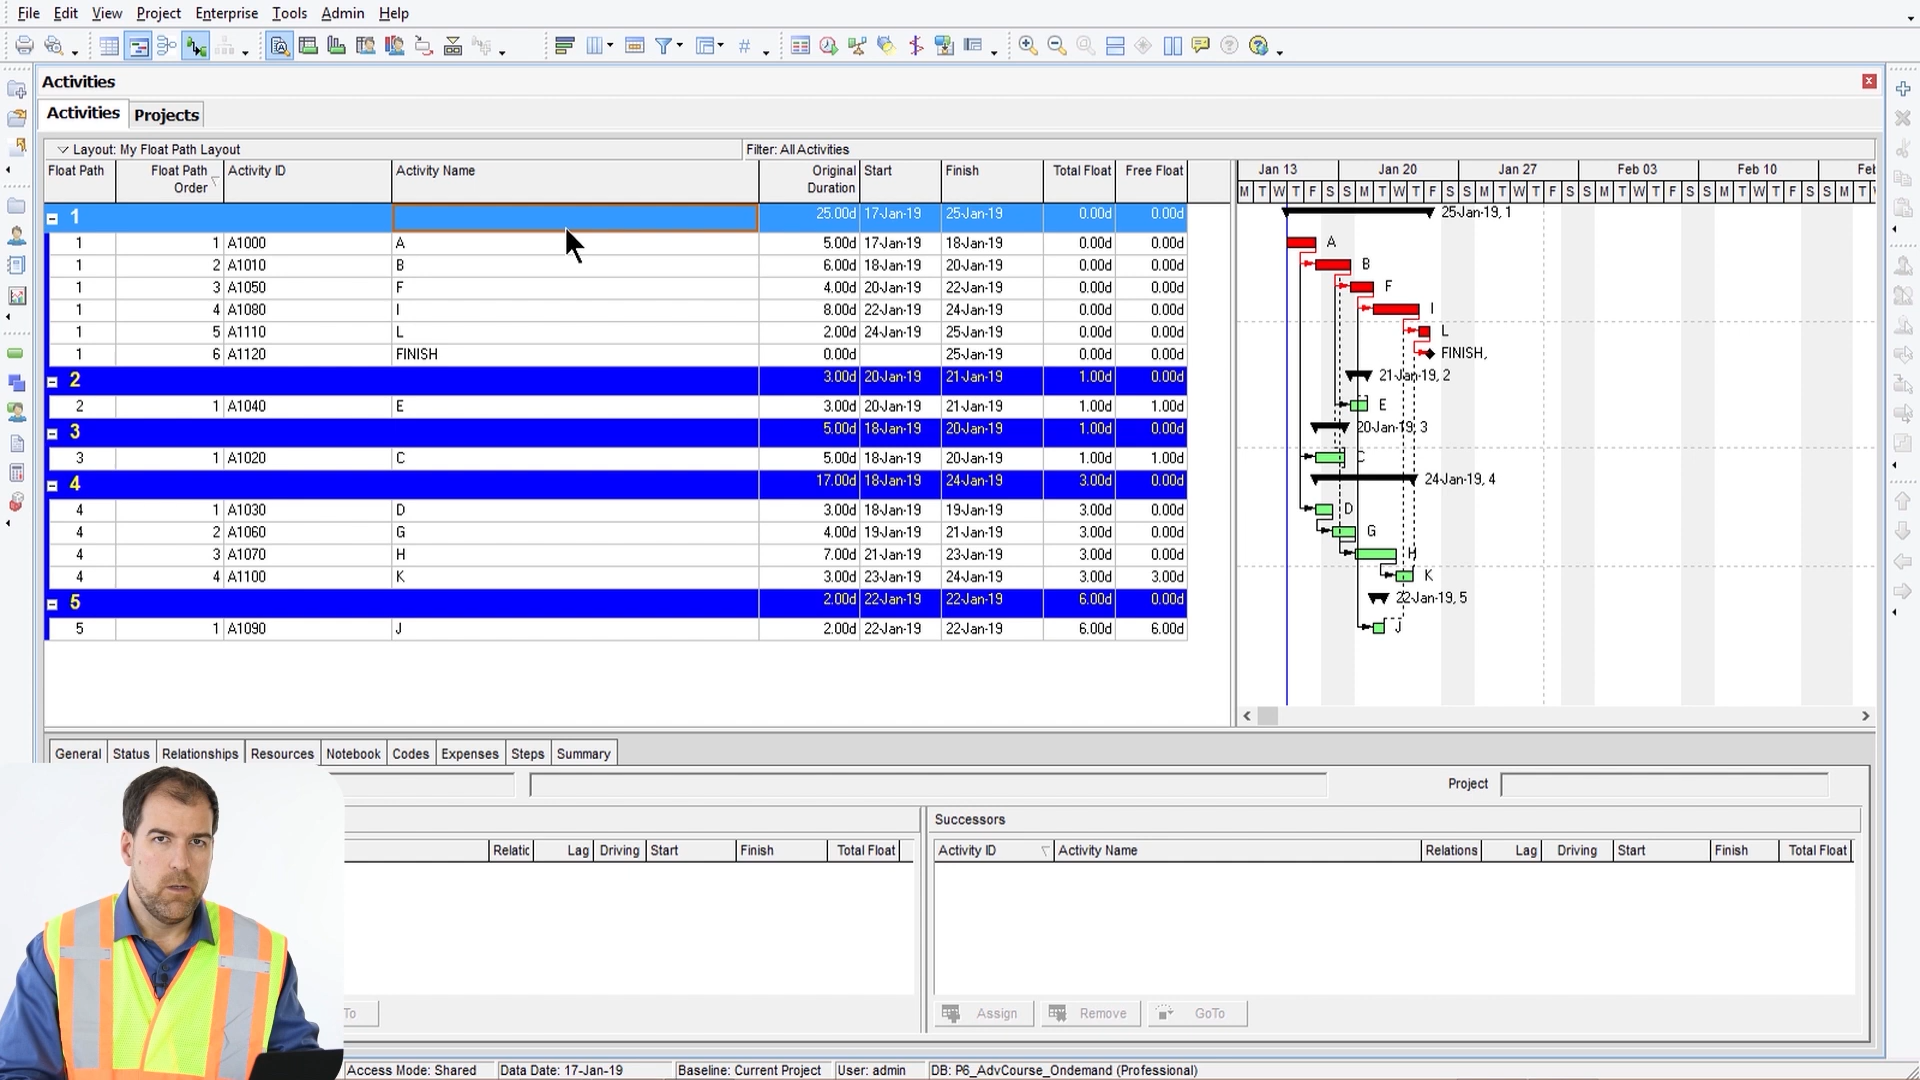 File Edit View Project Enterprise Tools Admin Help
Activities
Activities Projects
Layout: My Float Path Layout Filter: All Activities
Float Path Float Path Order Activity ID Activity Name Original Duration Start Finish Total Float Free Float
Jan 13 Jan 20 Jan 27 Feb 03 Feb 10 Feb
M T W T F S S M T W T F S S M T W T F S S M T W T F S S M T W T F S S M T
1 25.00d 17-Jan-19 25-Jan-19 0.00d 0.00d 25-Jan-19, 1
1 1 A1000 A 5.00d 17-Jan-19 18-Jan-19 0.00d 0.00d A
1 2 A1010 B 6.00d 18-Jan-19 20-Jan-19 0.00d 0.00d B
1 3 A1050 F 4.00d 20-Jan-19 22-Jan-19 0.00d 0.00d F
1 4 A1080 I 8.00d 22-Jan-19 24-Jan-19 0.00d 0.00d I
1 5 A1110 L 2.00d 24-Jan-19 25-Jan-19 0.00d 0.00d L
1 6 A1120 FINISH 0.00d 25-Jan-19 0.00d 0.00d FINISH,
2 3.00d 20-Jan-19 21-Jan-19 1.00d 0.00d 21-Jan-19, 2
2 1 A1040 E 3.00d 20-Jan-19 21-Jan-19 1.00d 1.00d E
3 5.00d 18-Jan-19 20-Jan-19 1.00d 0.00d 20-Jan-19, 3
3 1 A1020 C 5.00d 18-Jan-19 20-Jan-19 1.00d 1.00d C
4 17.00d 18-Jan-19 24-Jan-19 3.00d 0.00d 24-Jan-19, 4
4 1 A1030 D 3.00d 18-Jan-19 19-Jan-19 3.00d 0.00d D
4 2 A1060 G 4.00d 19-Jan-19 21-Jan-19 3.00d 0.00d G
4 3 A1070 H 7.00d 21-Jan-19 23-Jan-19 3.00d 0.00d H
4 4 A1100 K 3.00d 23-Jan-19 24-Jan-19 3.00d 3.00d K
5 2.00d 22-Jan-19 22-Jan-19 6.00d 0.00d 22-Jan-19, 5
5 1 A1090 J 2.00d 22-Jan-19 22-Jan-19 6.00d 6.00d J
General Status Relationships Resources Notebook Codes Expenses Steps Summary
Project
Successors
Relatic Lag Driving Start Finish Total Float
Activity ID Activity Name Relations Lag Driving Start Finish Total Float
To Assign Remove GoTo
Access Mode: Shared Data Date: 17-Jan-19 Baseline: Current Project User: admin DB: P6_AdvCourse_Ondemand (Professional)